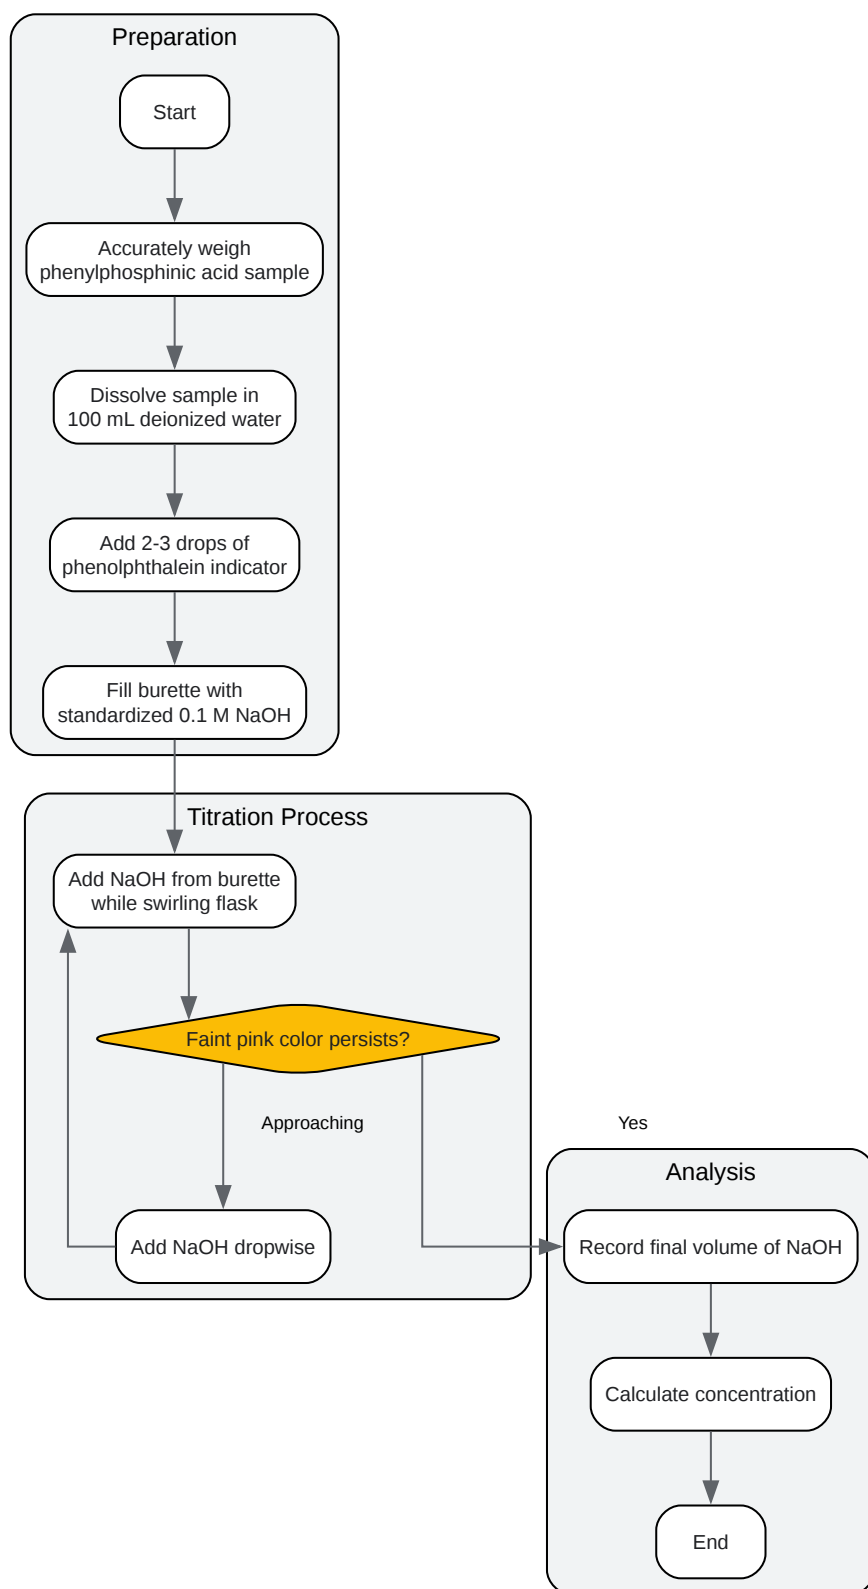 Preparation
Start
Accurately weigh
phenylphosphinic acid sample
Dissolve sample in
100 mL deionized water
Add 2-3 drops of
phenolphthalein indicator
Fill burette with
standardized 0.1 M NaOH
Titration Process
Add NaOH from burette
while swirling flask
Faint pink color persists?
Approaching
Yes
Add NaOH dropwise
Analysis
Record final volume of NaOH
Calculate concentration
End